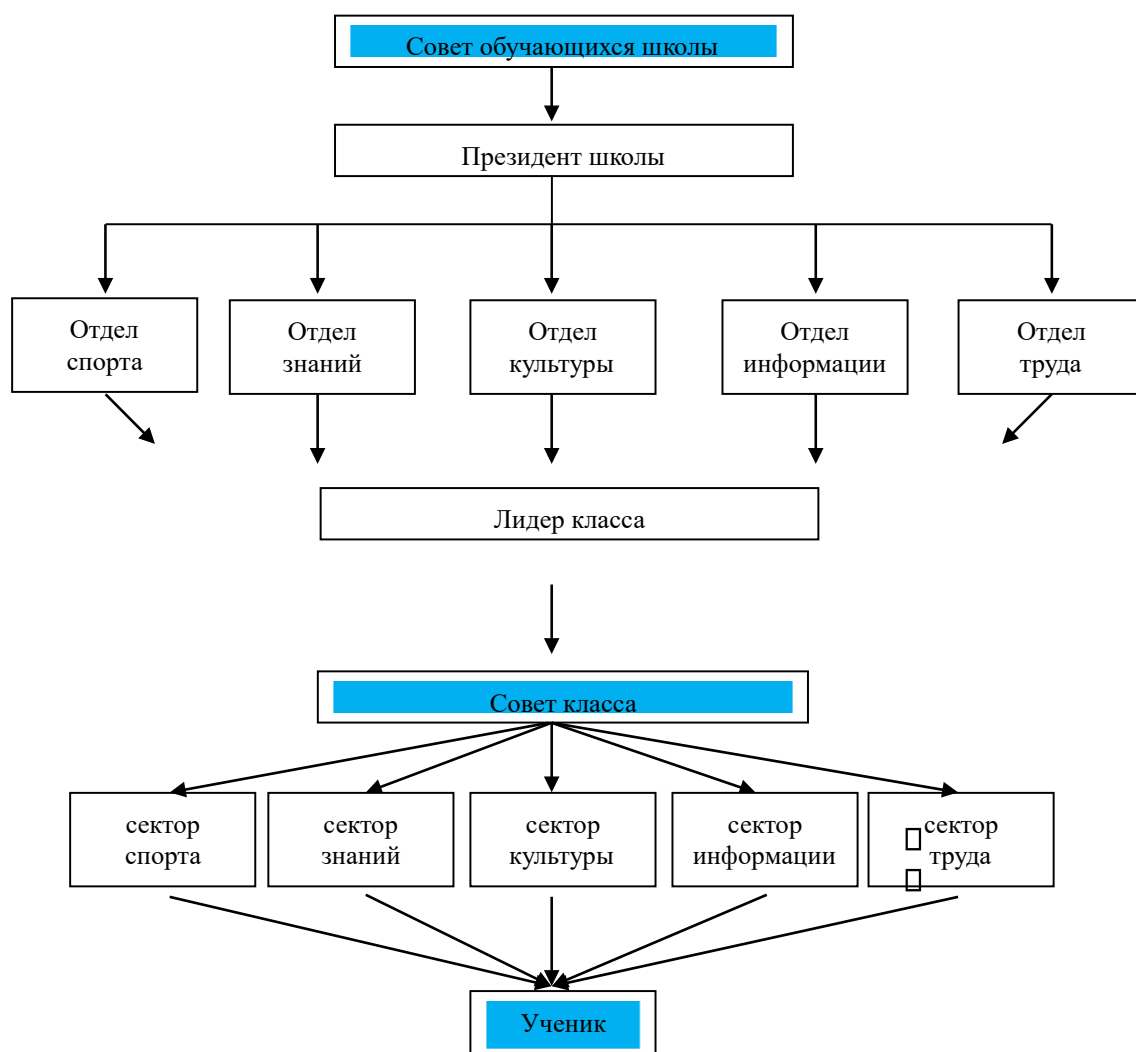 Совет обучающихся школы
Президент школы
Отдел
спорта
Отдел
знаний
Отдел
культуры
Отдел
информации
Отдел
труда
Лидер класса
Совет класса
сектор
спорта
сектор
знаний
сектор
культуры
сектор
информации
сектор
труда
Ученик